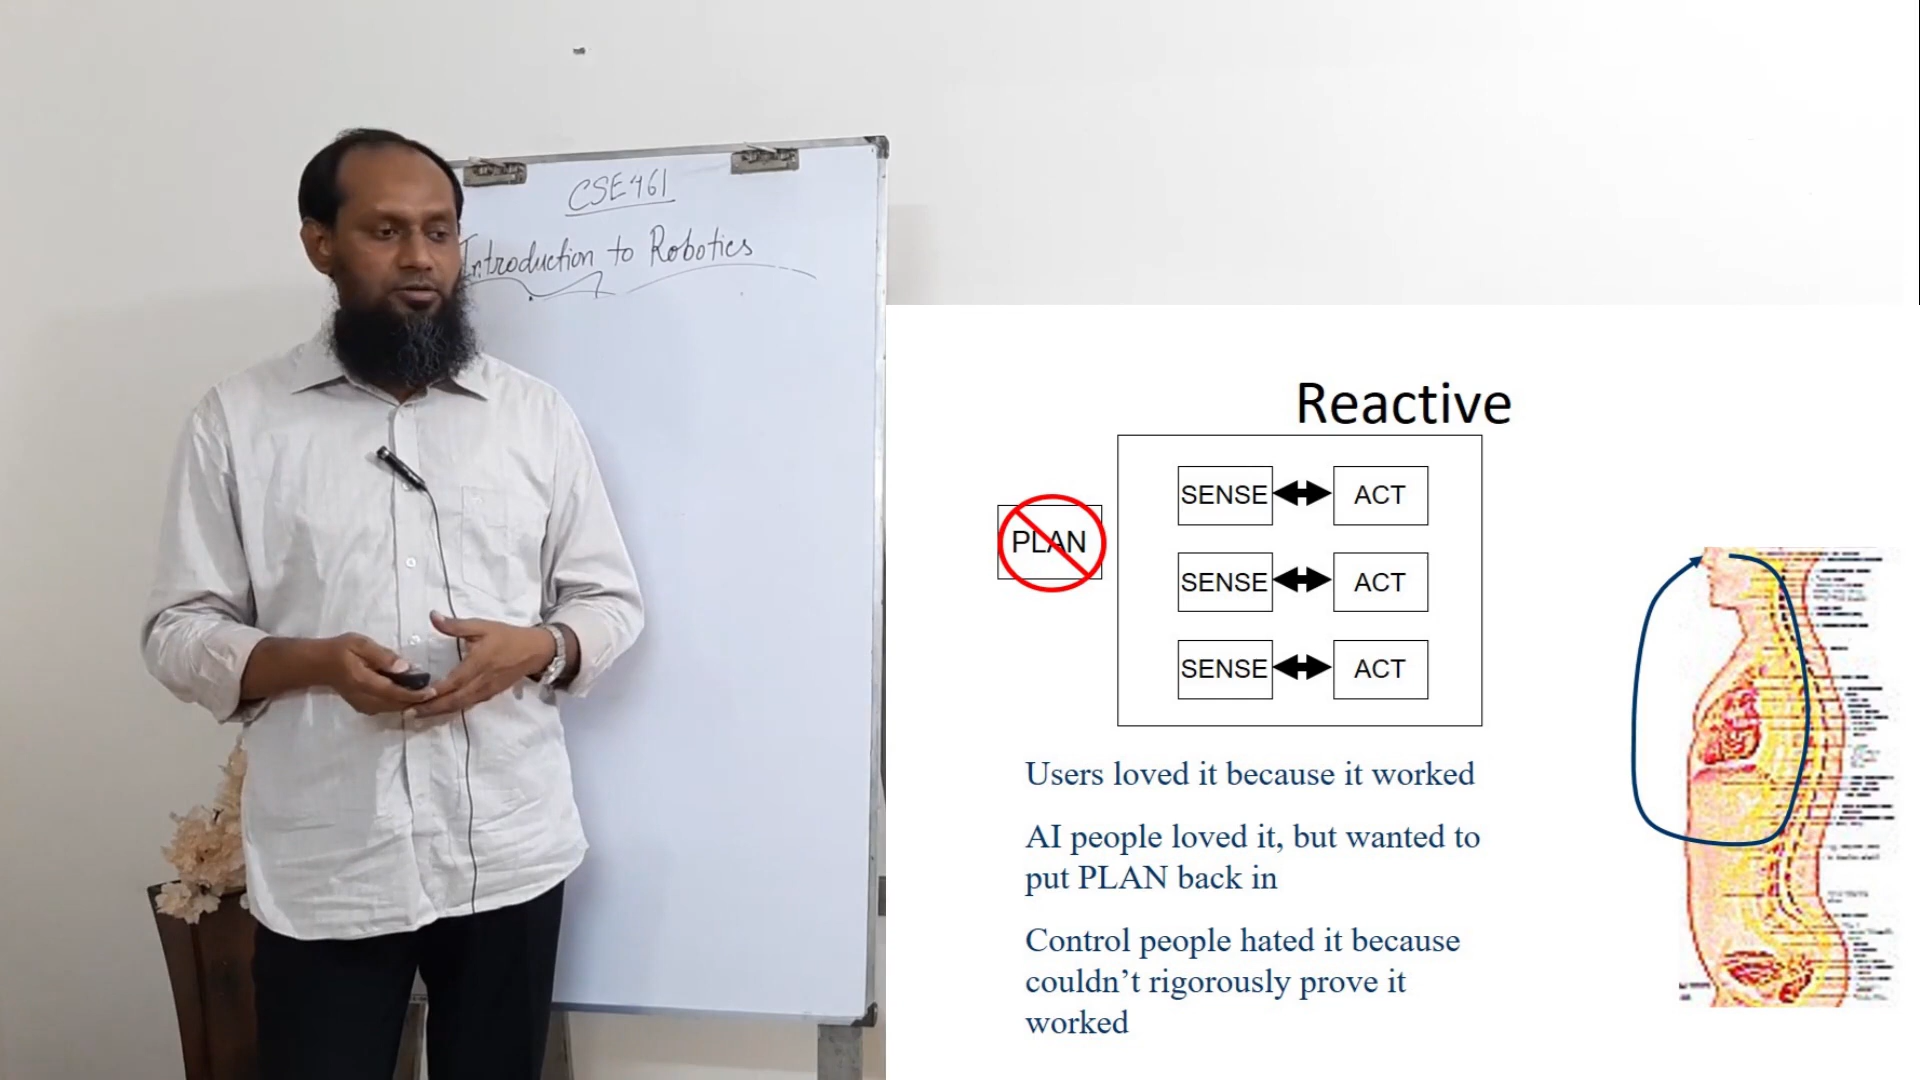 CSE461
Introduction to Robotics
Reactive
PLAN
SENSE ACT
SENSE ACT
SENSE ACT
Users loved it because it worked
AI people loved it, but wanted to
put PLAN back in
Control people hated it because
couldn't rigorously prove it
worked